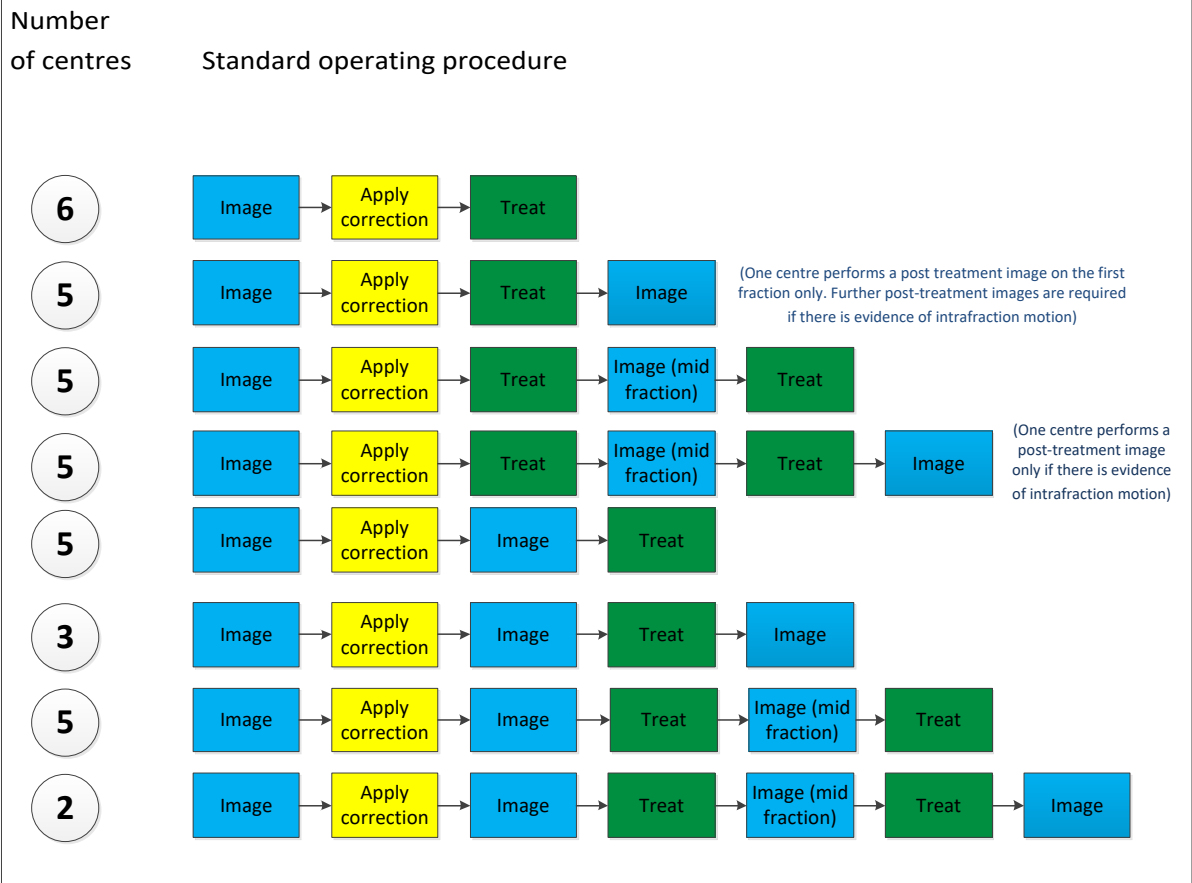 Number
of centres Standard operating procedure
6 Image Apply correction Treat
5 Image Apply correction Treat Image (One centre performs a post treatment image on the first
fraction only. Further post-treatment images are required
if there is evidence of intrafraction motion)
5 Image Apply correction Treat Image (mid fraction) Treat
5 Image Apply correction Treat Image (mid fraction) Treat Image (One centre performs a
post-treatment image
only if there is evidence
of intrafraction motion)
5 Image Apply correction Image Treat
3 Image Apply correction Image Treat Image
5 Image Apply correction Image Treat Image (mid fraction) Treat
2 Image Apply correction Image Treat Image (mid fraction) Treat Image